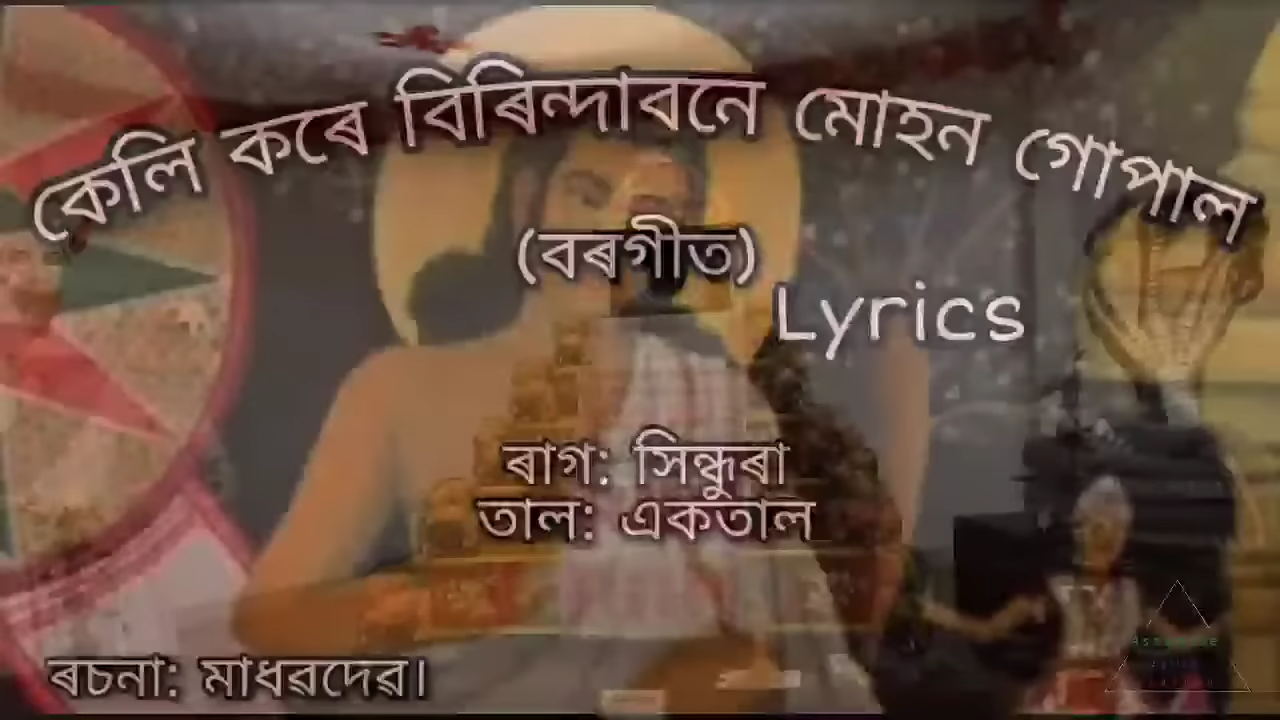 কেলি কৰে বিৰিন্দাবনে মোহন গোপাল
(বৰগীত)
Lyrics
ৰাগ: সিন্ধুৰা
তাল: একতাল
ৰচনা: মাধৱদেৱ।